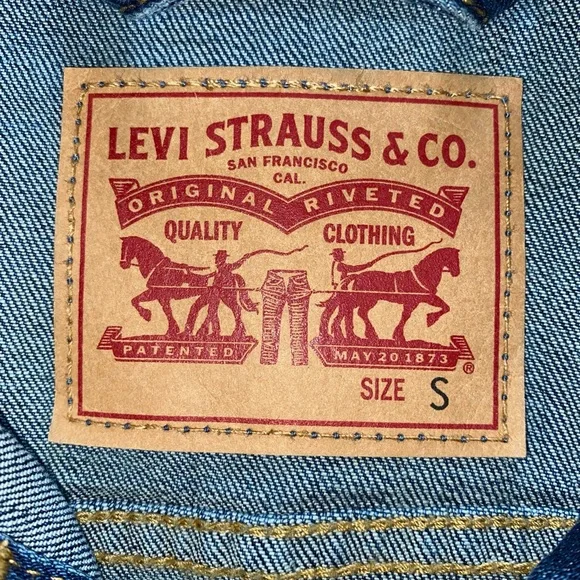 LEVI STRAUSS & CO.
SAN FRANCISCO
CAL.
ORIGINAL RIVETED
QUALITY CLOTHING
PATENTED MAY 20 1873 ®
SIZE S